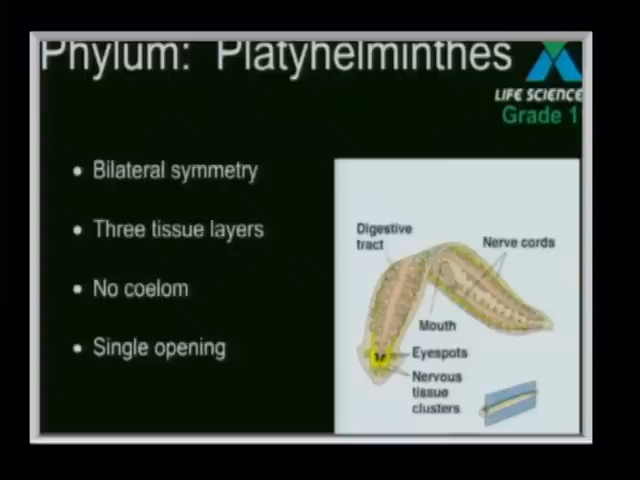 Phylum: Platyhelminthes
LIFE SCIENCE
Grade 1
• Bilateral symmetry
• Three tissue layers
• No coelom
• Single opening
Digestive
tract
Nerve cords
Mouth
Eyespots
Nervous
tissue
clusters